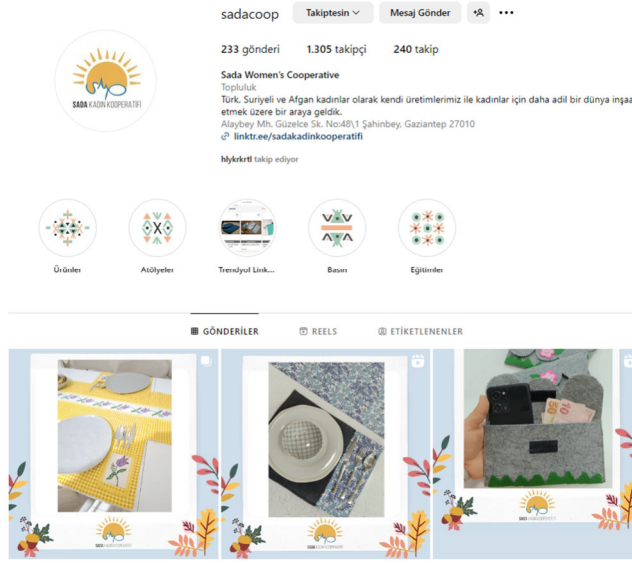 sadacoop Takiptesin Mesaj Gönder
233 gönderi 1.305 takipçi 240 takip
Sada Women's Cooperative
Topluluk
Türk, Suriyeli ve Afgan kadınlar olarak kendi üretimlerimiz ile kadınlar için daha adil bir dünya inşaa
etmek üzere bir araya geldik.
Alaybey Mh. Güzelce Sk. No:48\1 Şahinbey, Gaziantep 27010
linktr.ee/sadakadinkooperatifi
hlykrkrtl takip ediyor
SADA KADIN KOOPERATİFİ
Ürünler Atölyeler Trendyol Link... Basın Eğitimler
GÖNDERİLER REELS ETİKETLENENLER
50 10